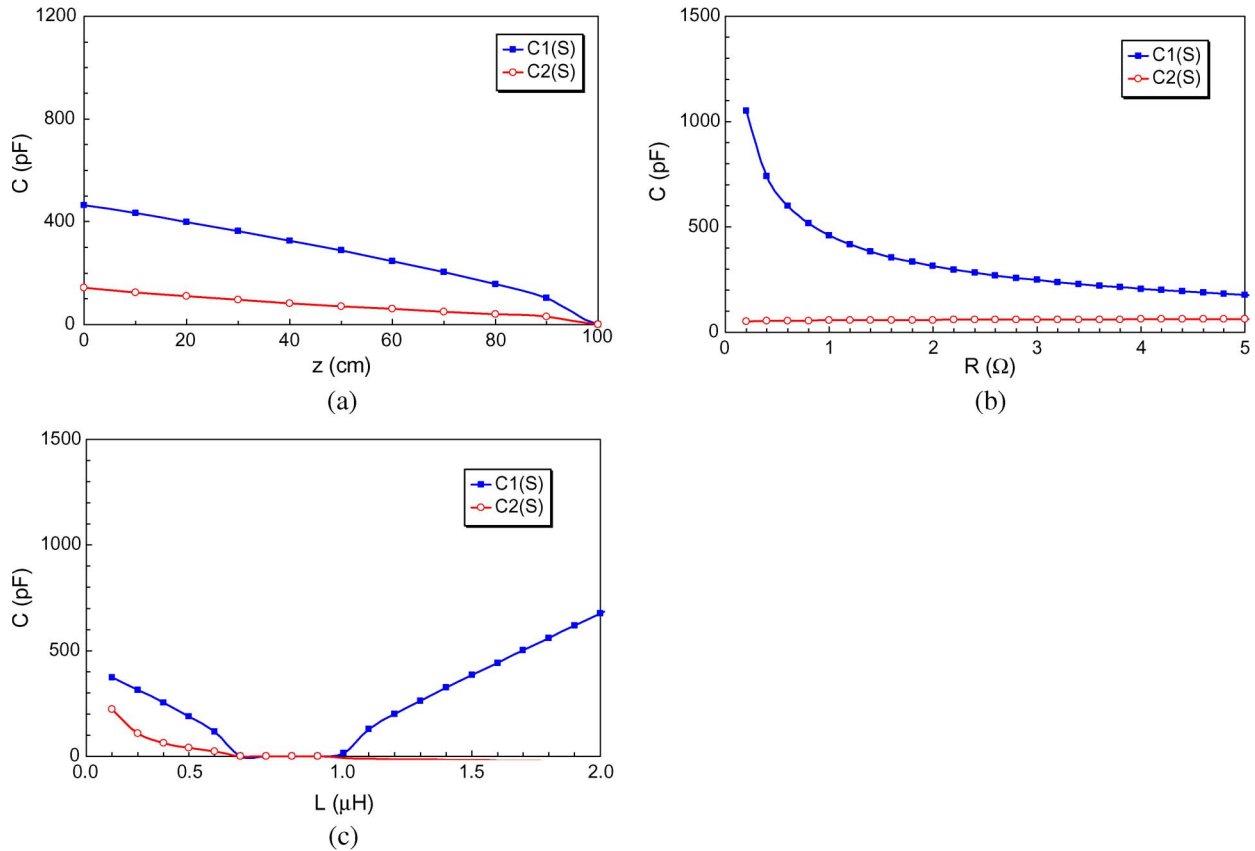 1200
800
400
0
C (pF)
C1(S)
C2(S)
0 20 40 60 80 100
z (cm)
(a)
1500
1000
500
0
C (pF)
C1(S)
C2(S)
0 1 2 3 4 5
R (Ω)
(b)
1500
1000
500
0
C (pF)
C1(S)
C2(S)
0.0 0.5 1.0 1.5 2.0
L (μH)
(c)